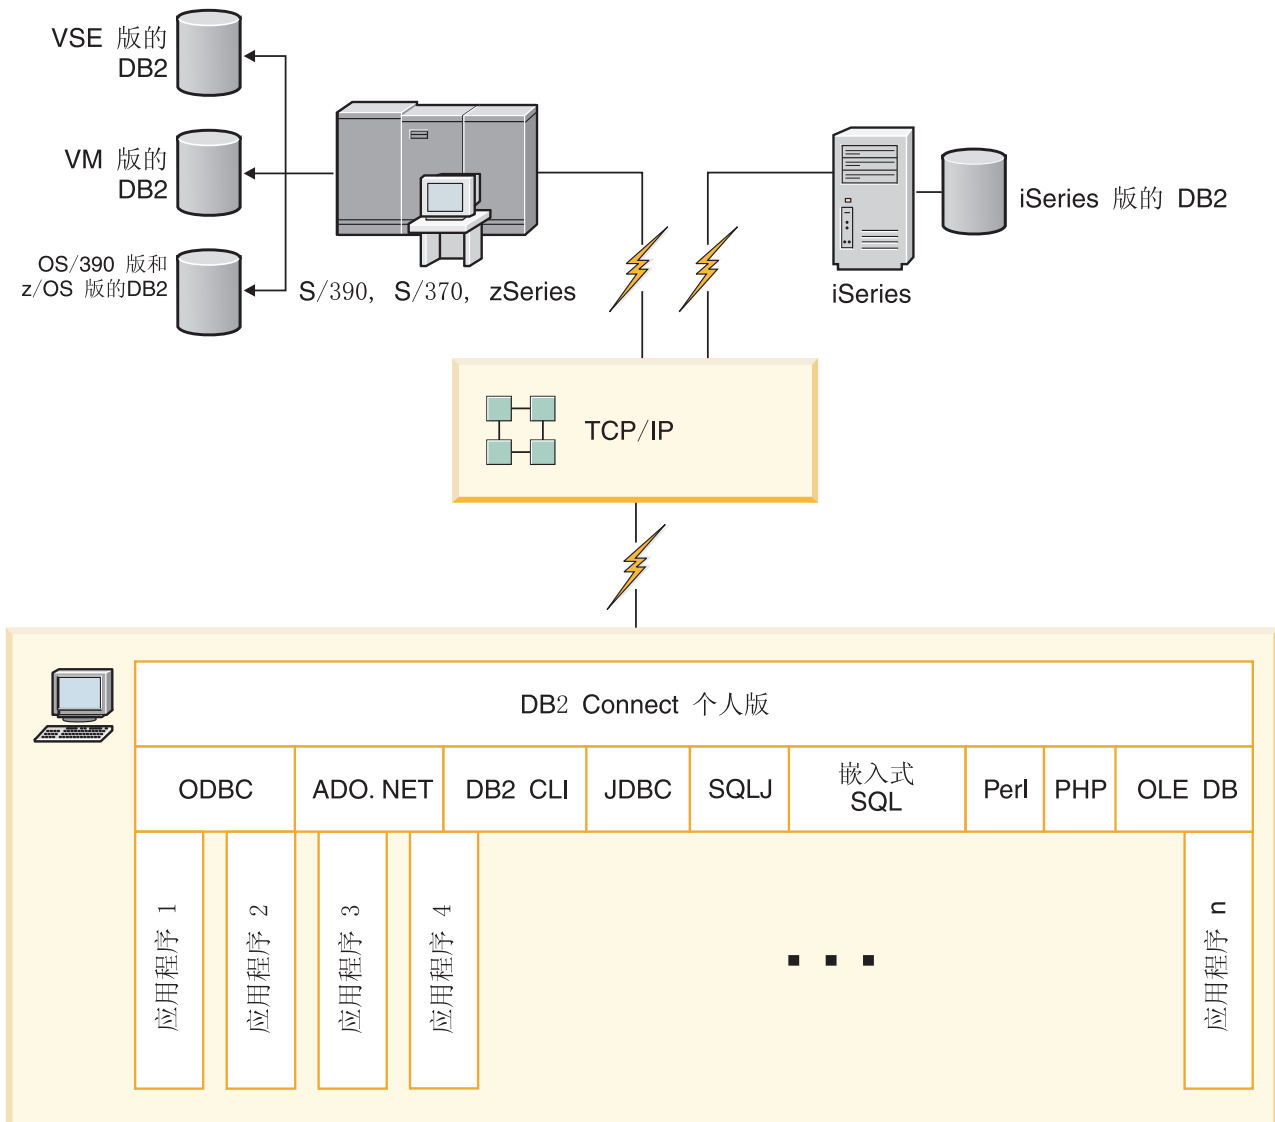 VSE 版的
DB2
VM 版的
DB2
OS/390 版和
z/OS 版的DB2
S/390, S/370, zSeries
iSeries
iSeries 版的 DB2
TCP/IP
DB2 Connect 个人版
ODBC
ADO. NET
DB2 CLI
JDBC
SQLJ
嵌入式
SQL
Perl
PHP
OLE DB
应用程序 1
应用程序 2
应用程序 3
应用程序 4
应用程序 n